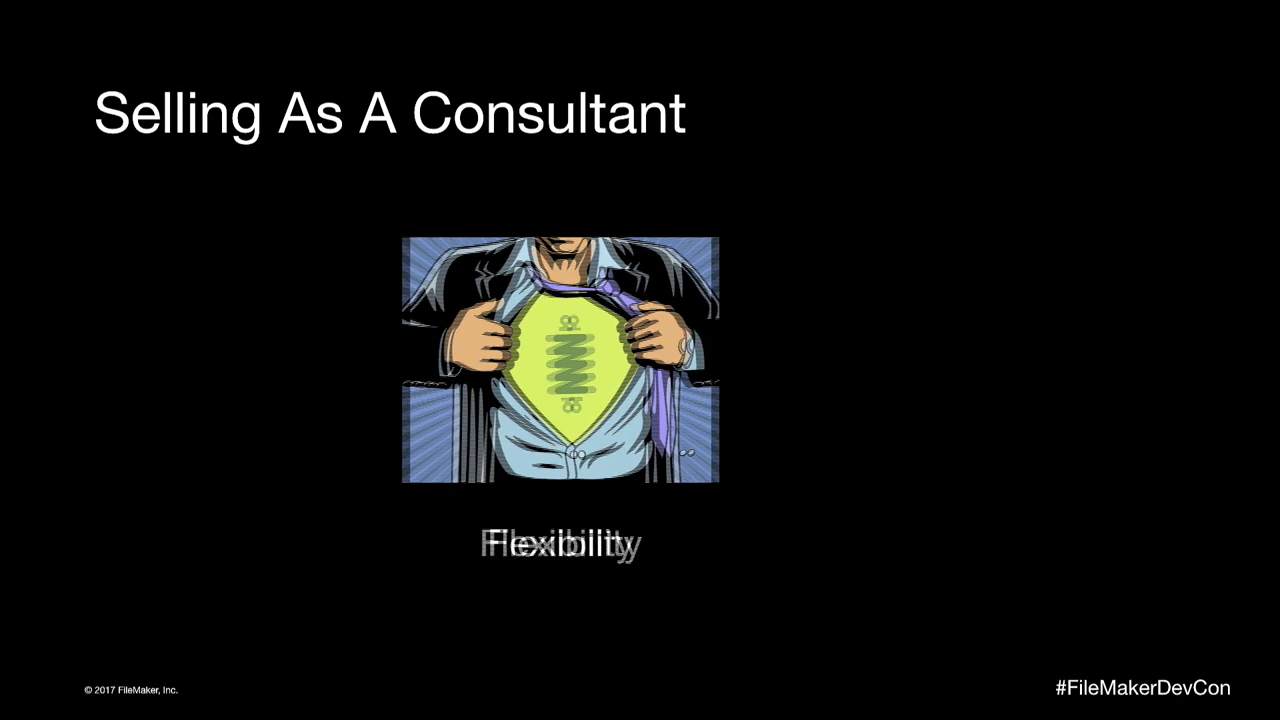 Selling As A Consultant
Flexibility
© 2017 FileMaker, Inc.
#FileMakerDevCon